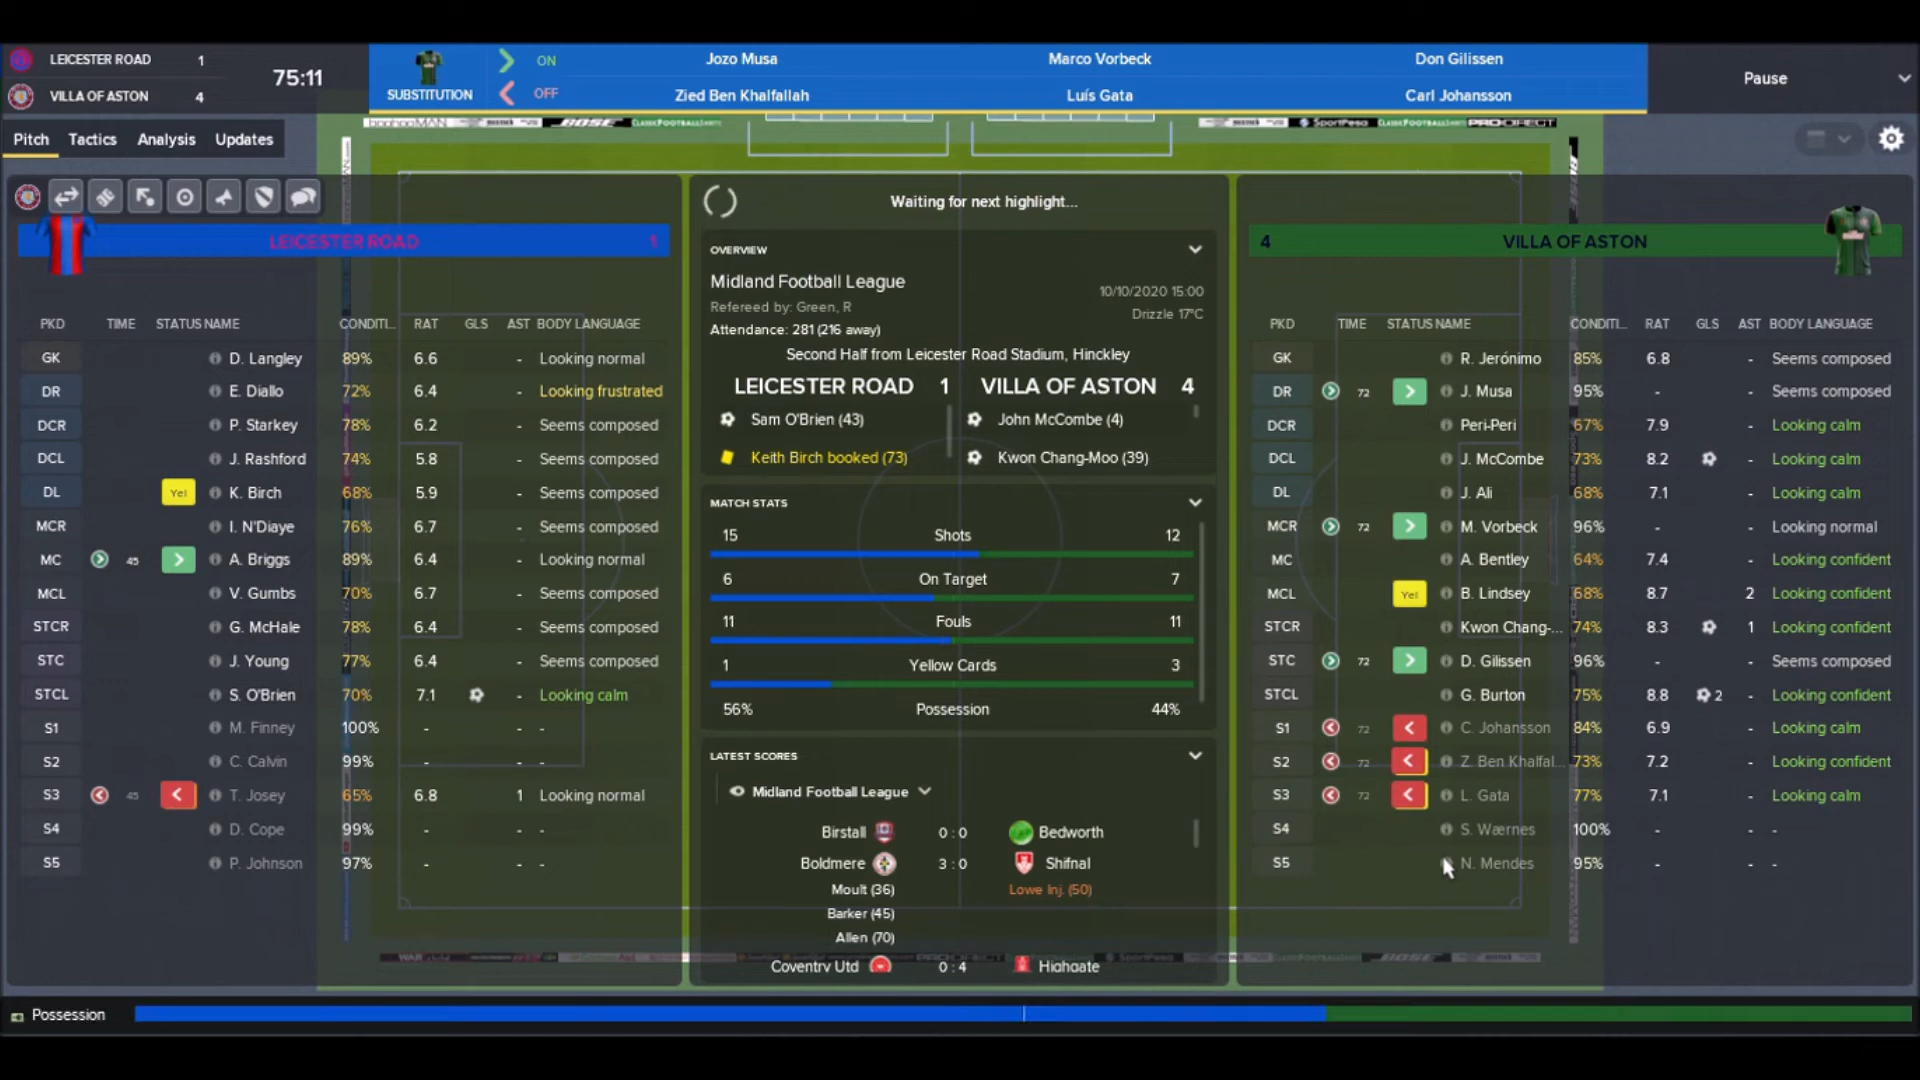 LEICESTER ROAD 1
VILLA OF ASTON 4
75:11
SUBSTITUTION
ON Jozo Musa Marco Vorbeck Don Gilissen
OFF Zied Ben Khalfallah Luís Gata Carl Johansson
Pause
Pitch Tactics Analysis Updates
boohooMAN BOSE CLASSICFOOTBALLSHIRTS SportPesa CLASSICFOOTBALLSHIRTS PRODIRECT
LEICESTER ROAD 1
PKD TIME STATUS NAME CONDITI... RAT GLS AST BODY LANGUAGE
GK D. Langley 89% 6.6 - Looking normal
DR E. Diallo 72% 6.4 - Looking frustrated
DCR P. Starkey 78% 6.2 - Seems composed
DCL J. Rashford 74% 5.8 - Seems composed
DL Yel K. Birch 68% 5.9 - Seems composed
MCR I. N'Diaye 76% 6.7 - Seems composed
MC 45 A. Briggs 89% 6.4 - Looking normal
MCL V. Gumbs 70% 6.7 - Seems composed
STCR G. McHale 78% 6.4 - Seems composed
STC J. Young 77% 6.4 - Seems composed
STCL S. O'Brien 70% 7.1 - Looking calm
S1 M. Finney 100% - - -
S2 C. Calvin 99% - - -
S3 45 T. Josey 65% 6.8 1 Looking normal
S4 D. Cope 99% - - -
S5 P. Johnson 97% - - -
Waiting for next highlight...
OVERVIEW
Midland Football League
Refereed by: Green, R
Attendance: 281 (216 away)
10/10/2020 15:00
Drizzle 17°C
Second Half from Leicester Road Stadium, Hinckley
LEICESTER ROAD 1 VILLA OF ASTON 4
Sam O'Brien (43) John McCombe (4)
Keith Birch booked (73) Kwon Chang-Moo (39)
MATCH STATS
15 Shots 12
6 On Target 7
11 Fouls 11
1 Yellow Cards 3
56% Possession 44%
LATEST SCORES
Midland Football League
Birstall 0 : 0 Bedworth
Boldmere 3 : 0 Shifnal
Moult (36) Lowe Inj. (50)
Barker (45)
Allen (70)
Coventry Utd 0 : 4 Highgate
4 VILLA OF ASTON
PKD TIME STATUS NAME CONDITI... RAT GLS AST BODY LANGUAGE
GK R. Jerónimo 85% 6.8 - Seems composed
DR 72 J. Musa 95% - - Seems composed
DCR Peri-Peri 67% 7.9 - Looking calm
DCL J. McCombe 73% 8.2 - Looking calm
DL J. Ali 68% 7.1 - Looking calm
MCR 72 M. Vorbeck 96% - - Looking normal
MC A. Bentley 64% 7.4 - Looking confident
MCL Yel B. Lindsey 68% 8.7 2 Looking confident
STCR Kwon Chang-... 74% 8.3 1 Looking confident
STC 72 D. Gilissen 96% - - Seems composed
STCL G. Burton 75% 8.8 2 - Looking confident
S1 72 C. Johansson 84% 6.9 - Looking calm
S2 72 Z. Ben Khalfal... 73% 7.2 - Looking confident
S3 72 L. Gata 77% 7.1 - Looking calm
S4 S. Wærnes 100% - - -
S5 N. Mendes 95% - - -
Possession